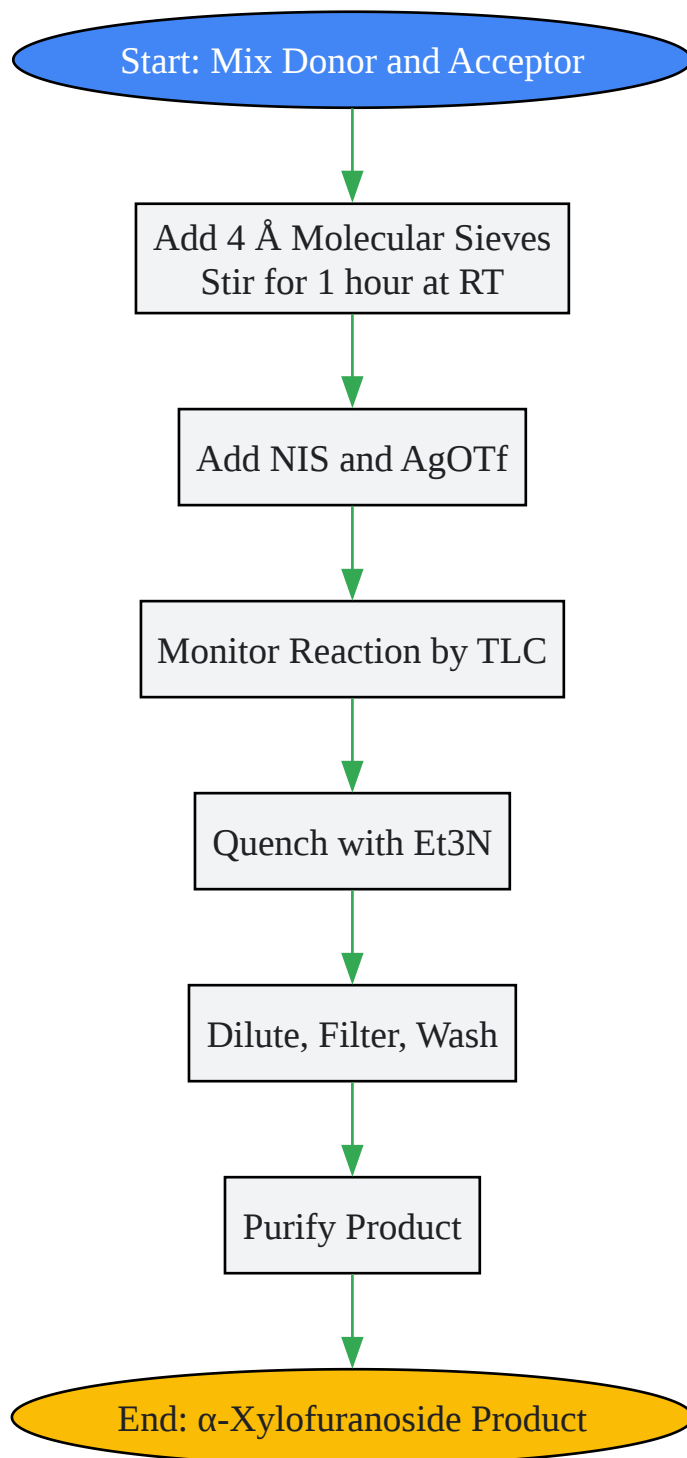 Start: Mix Donor and Acceptor
Add 4 Å Molecular Sieves
Stir for 1 hour at RT
Add NIS and AgOTf
Monitor Reaction by TLC
Quench with Et3N
Dilute, Filter, Wash
Purify Product
End: α-Xylofuranoside Product